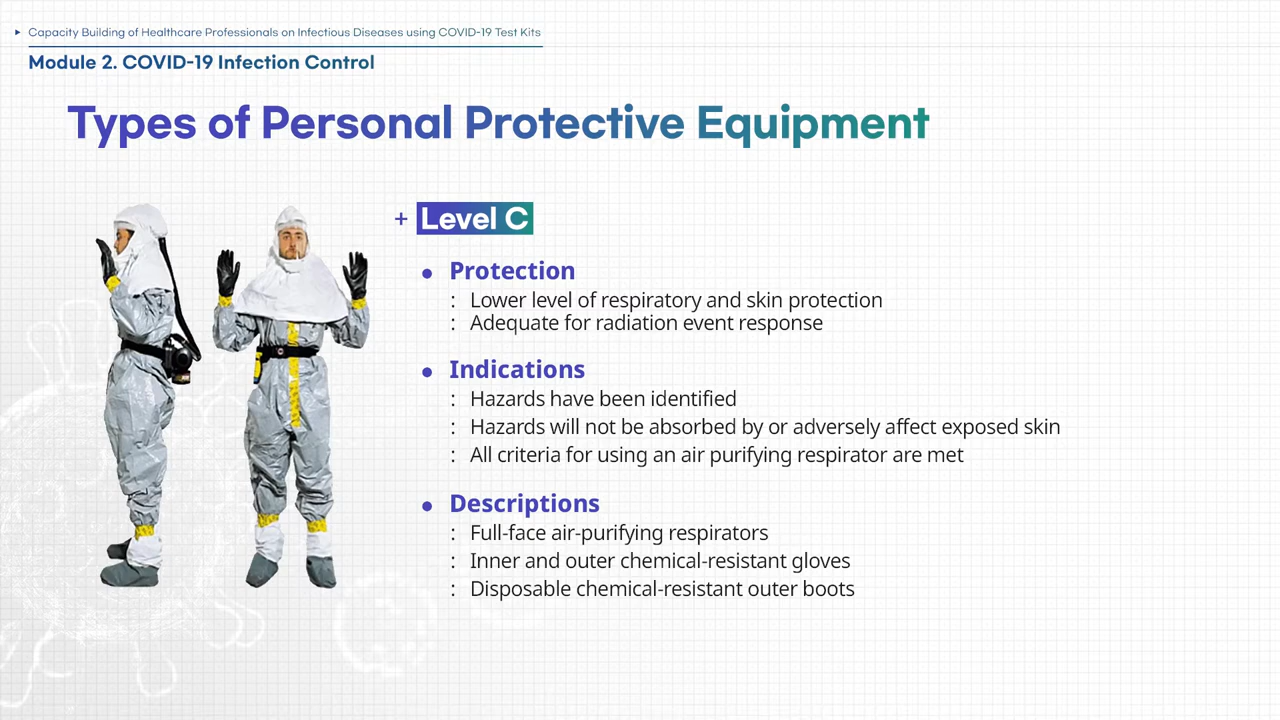 Capacity Building of Healthcare Professionals on Infectious Diseases using COVID-19 Test Kits
Module 2. COVID-19 Infection Control
Types of Personal Protective Equipment
+ Level C
● Protection
: Lower level of respiratory and skin protection
: Adequate for radiation event response
● Indications
: Hazards have been identified
: Hazards will not be absorbed by or adversely affect exposed skin
: All criteria for using an air purifying respirator are met
● Descriptions
: Full-face air-purifying respirators
: Inner and outer chemical-resistant gloves
: Disposable chemical-resistant outer boots